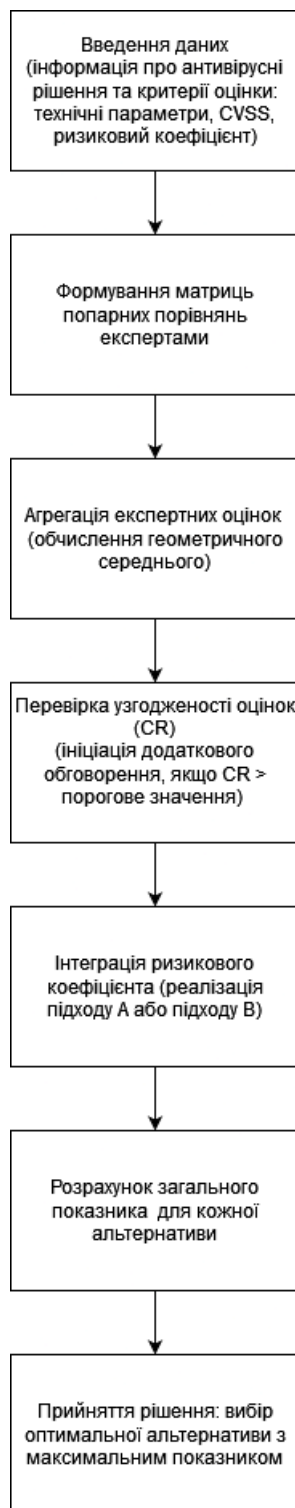 Введення даних
(інформація про антивірусні
рішення та критерії оцінки:
технічні параметри, CVSS,
ризиковий коефіцієнт)
Формування матриць
попарних порівнянь
експертами
Агрегація експертних оцінок
(обчислення геометричного
середнього)
Перевірка узгодженості оцінок
(CR)
(ініціація додаткового
обговорення, якщо CR >
порогове значення)
Інтеграція ризикового
коефіцієнта (реалізація
підходу А або підходу В)
Розрахунок загального
показника для кожної
альтернативи
Прийняття рішення: вибір
оптимальної альтернативи з
максимальним показником